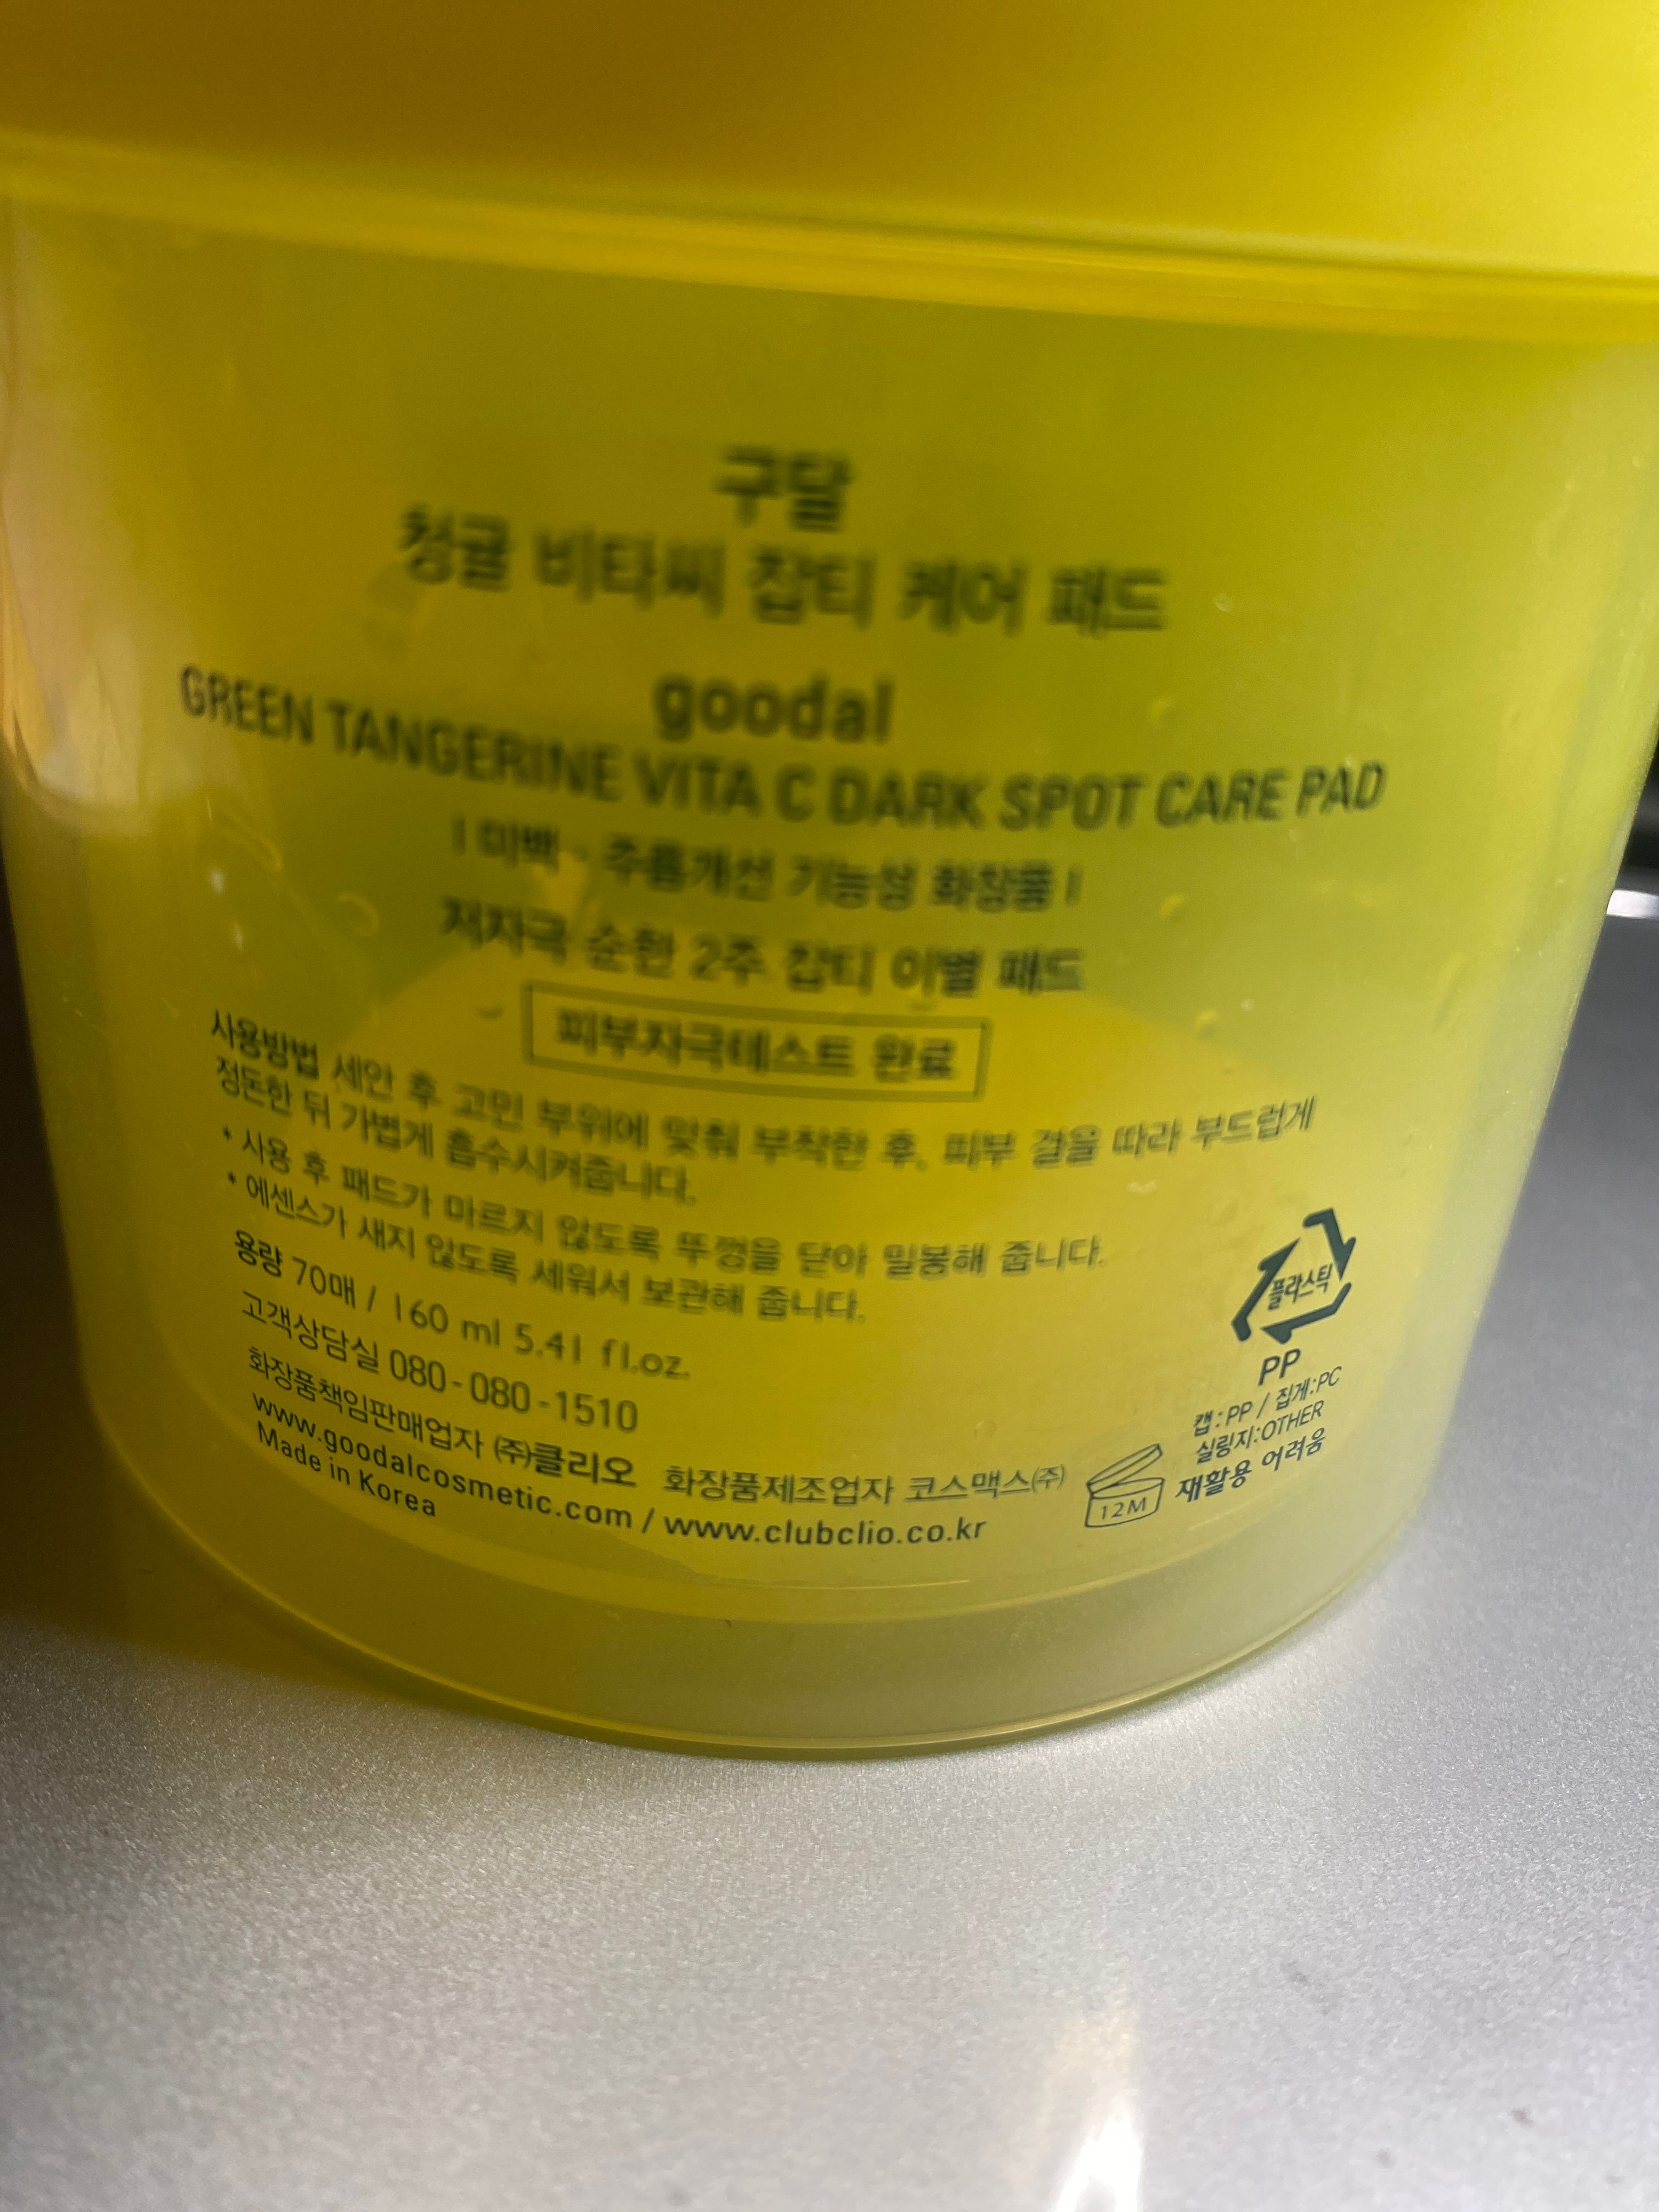 구달
청귤 비타씨 잡티 케어 패드
goodal
GREEN TANGERINE VITA C DARK SPOT CARE PAD
| 미백 · 주름개선 기능성 화장품 |
저자극 순한 2주 잡티 이별 패드
피부자극테스트 완료
사용방법 세안 후 고민 부위에 맞춰 부착한 후, 피부 결을 따라 부드럽게
정돈한 뒤 가볍게 흡수시켜줍니다.
* 사용 후 패드가 마르지 않도록 뚜껑을 닫아 밀봉해 줍니다.
* 에센스가 새지 않도록 세워서 보관해 줍니다.
용량 70매 / 160 ml 5.41 fl.oz.
고객상담실 080-080-1510
화장품책임판매업자 ㈜클리오 화장품제조업자 코스맥스㈜
www.goodalcosmetic.com / www.clubclio.co.kr
Made in Korea
12M
플라스틱
PP
캡:PP / 집게:PC
실링지:OTHER
재활용 어려움